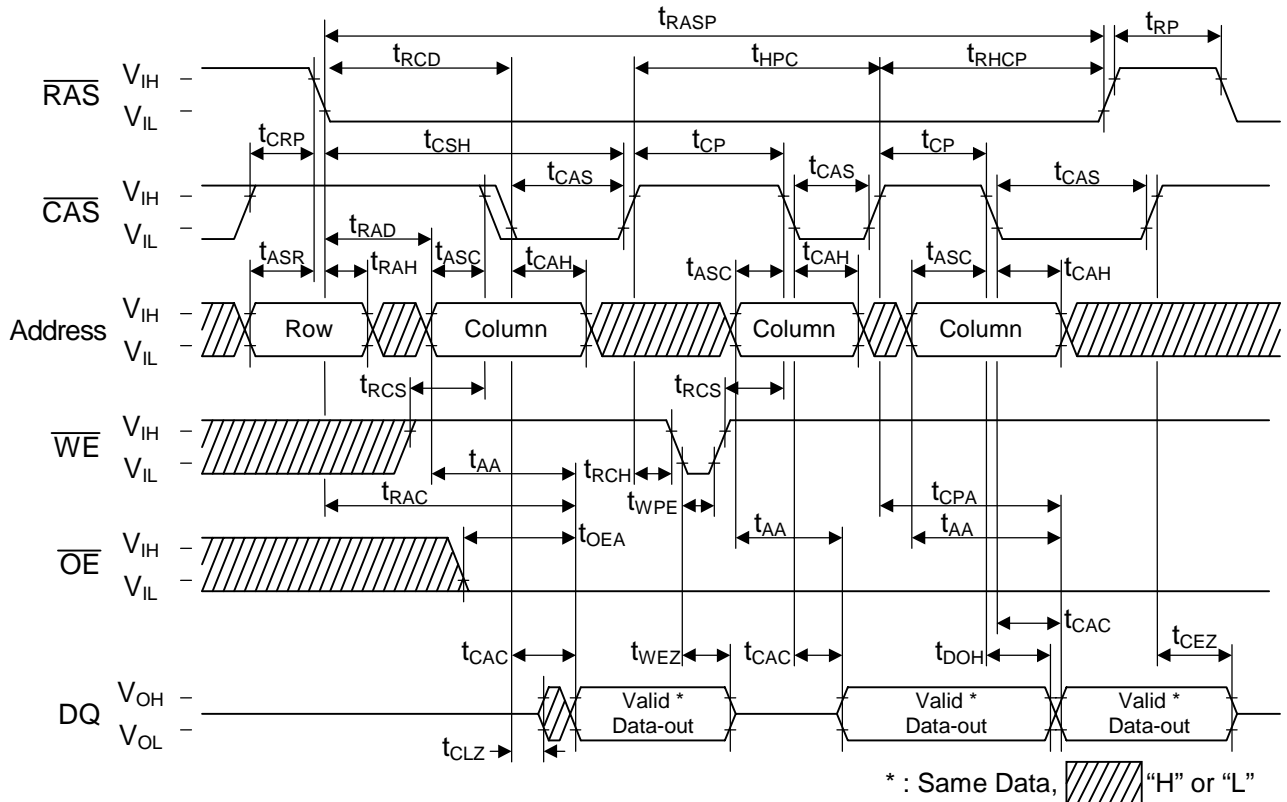 tRASP tRP
tRCD tHPC tRHCP
RAS VIH
VIL
tCRP tCSH tCP tCP
tCAS tCAS tCAS
CAS VIH
VIL
tRAD
tASR tRAH tASC tCAH tASC tCAH tASC tCAH
Address VIH
VIL
Row Column Column Column
tRCS tRCS
WE VIH
VIL
tAA tRCH
tRAC tWPE tCPA
tOEA tAA tAA
OE VIH
VIL
tCAC
tCAC tWEZ tCAC tDOH tCEZ
DQ VOH
VOL
Valid * Valid * Valid *
Data-out Data-out Data-out
tCLZ
* : Same Data, “H” or “L”